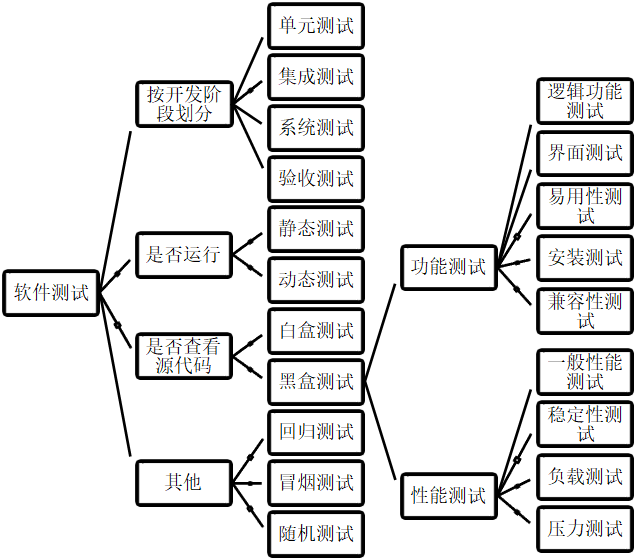 软件测试
按开发阶
段划分
单元测试
集成测试
系统测试
验收测试
是否运行
静态测试
动态测试
是否查看
源代码
白盒测试
黑盒测试
功能测试
逻辑功能
测试
界面测试
易用性测
试
安装测试
兼容性测
试
性能测试
一般性能
测试
稳定性测
试
负载测试
压力测试
其他
回归测试
冒烟测试
随机测试